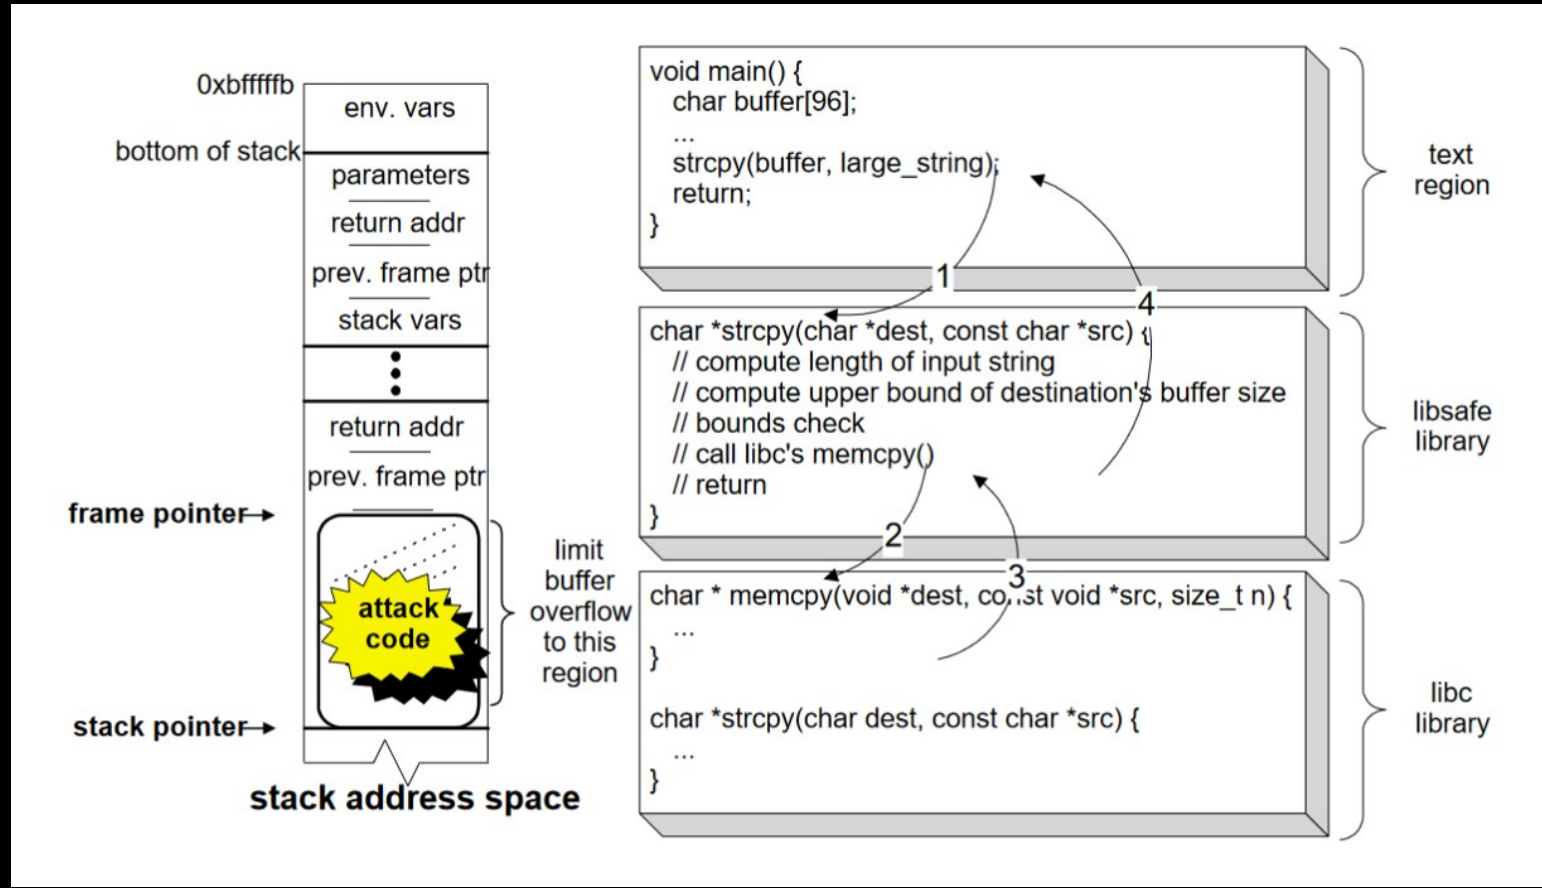 0xbfffffb
env. vars
bottom of stack
parameters
return addr
prev. frame ptr
stack vars
return addr
prev. frame ptr
frame pointer
attack
code
limit
buffer
overflow
to this
region
stack pointer
stack address space
void main() {
char buffer[96];
...
strcpy(buffer, large_string);
return;
}
text
region
1
4
char *strcpy(char *dest, const char *src) {
// compute length of input string
// compute upper bound of destination's buffer size
// bounds check
// call libc's memcpy()
// return
}
libsafe
library
2
3
char * memcpy(void *dest, const void *src, size_t n) {
...
}
char *strcpy(char dest, const char *src) {
...
}
libc
library